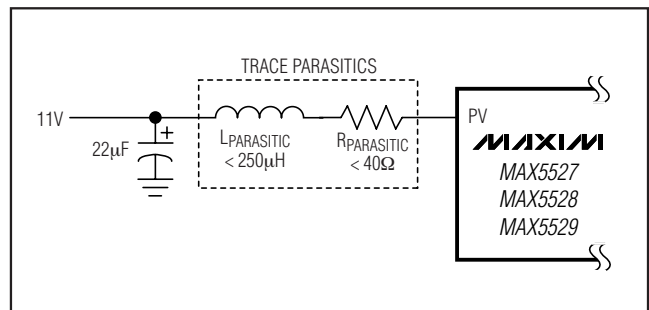 TRACE PARASITICS
11V
+
22µF
LPARASITIC
< 250µH
RPARASITIC
< 40Ω
PV
MAXIM
MAX5527
MAX5528
MAX5529